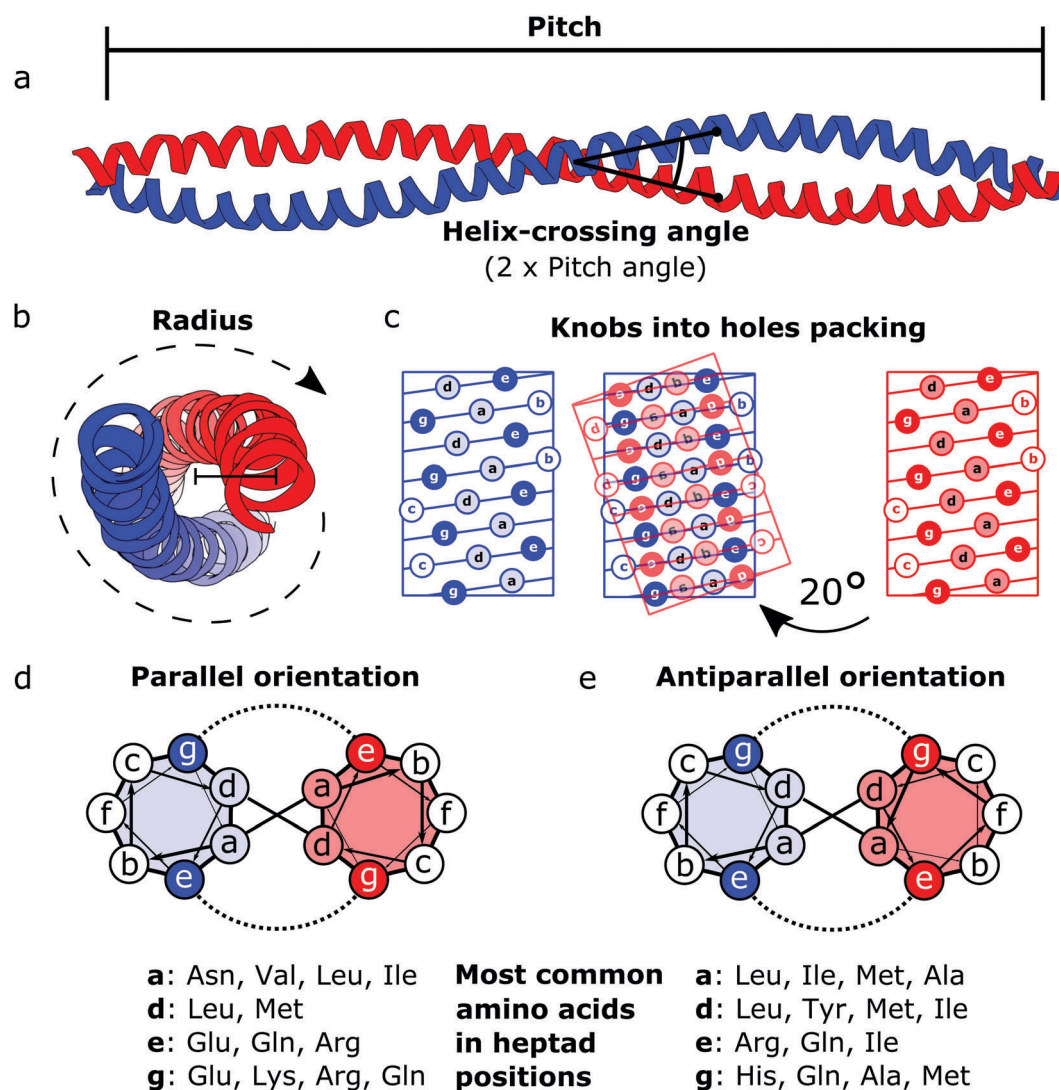 Pitch
a
Helix-crossing angle
(2 x Pitch angle)
b
Radius
c
Knobs into holes packing
d e
g a b
d e
g a b
c d e
g a
c d e
g a
e d b e
d g a a a b
e d b e
d g a a a b
c e d b e c
g a a a
c e d b e c
g a a a
d e
g a b
d e
g a b
c d e
g a
c d e
g a
20°
d
Parallel orientation
g e
c d a b
f f
b a d c
e g
e
Antiparallel orientation
g g
c d d c
f f
b a a b
e e
a: Asn, Val, Leu, Ile
d: Leu, Met
e: Glu, Gln, Arg
g: Glu, Lys, Arg, Gln
Most common
amino acids
in heptad
positions
a: Leu, Ile, Met, Ala
d: Leu, Tyr, Met, Ile
e: Arg, Gln, Ile
g: His, Gln, Ala, Met